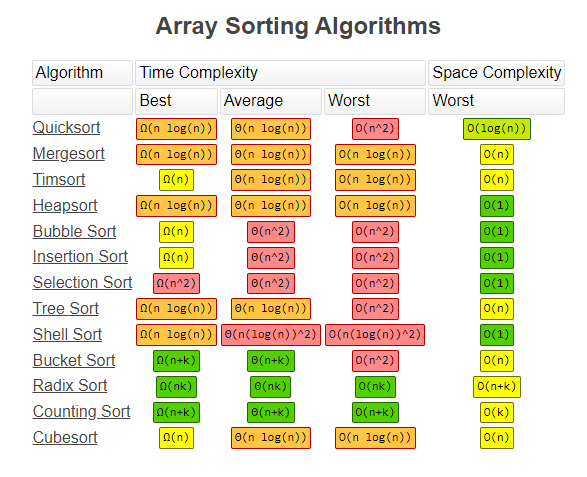 Array Sorting Algorithms
Algorithm Time Complexity Space Complexity
Best Average Worst Worst
Quicksort Ω(n log(n)) Θ(n log(n)) O(n^2) O(log(n))
Mergesort Ω(n log(n)) Θ(n log(n)) O(n log(n)) O(n)
Timsort Ω(n) Θ(n log(n)) O(n log(n)) O(n)
Heapsort Ω(n log(n)) Θ(n log(n)) O(n log(n)) O(1)
Bubble Sort Ω(n) Θ(n^2) O(n^2) O(1)
Insertion Sort Ω(n) Θ(n^2) O(n^2) O(1)
Selection Sort Ω(n^2) Θ(n^2) O(n^2) O(1)
Tree Sort Ω(n log(n)) Θ(n log(n)) O(n^2) O(n)
Shell Sort Ω(n log(n)) Θ(n(log(n))^2) O(n(log(n))^2) O(1)
Bucket Sort Ω(n+k) Θ(n+k) O(n^2) O(n)
Radix Sort Ω(nk) Θ(nk) O(nk) O(n+k)
Counting Sort Ω(n+k) Θ(n+k) O(n+k) O(k)
Cubesort Ω(n) Θ(n log(n)) O(n log(n)) O(n)